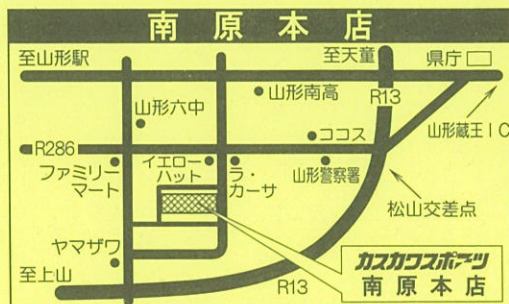 南原本店
至山形駅
至天童
県庁
山形六中
山形南高
R13
ココス
山形蔵王IC
R286
ファミリー
マート
イエロー
ハット
ラ・
カーサ
山形警察署
松山交差点
ヤマザワ
至上山
R13
カスカワスポーツ
南原本店